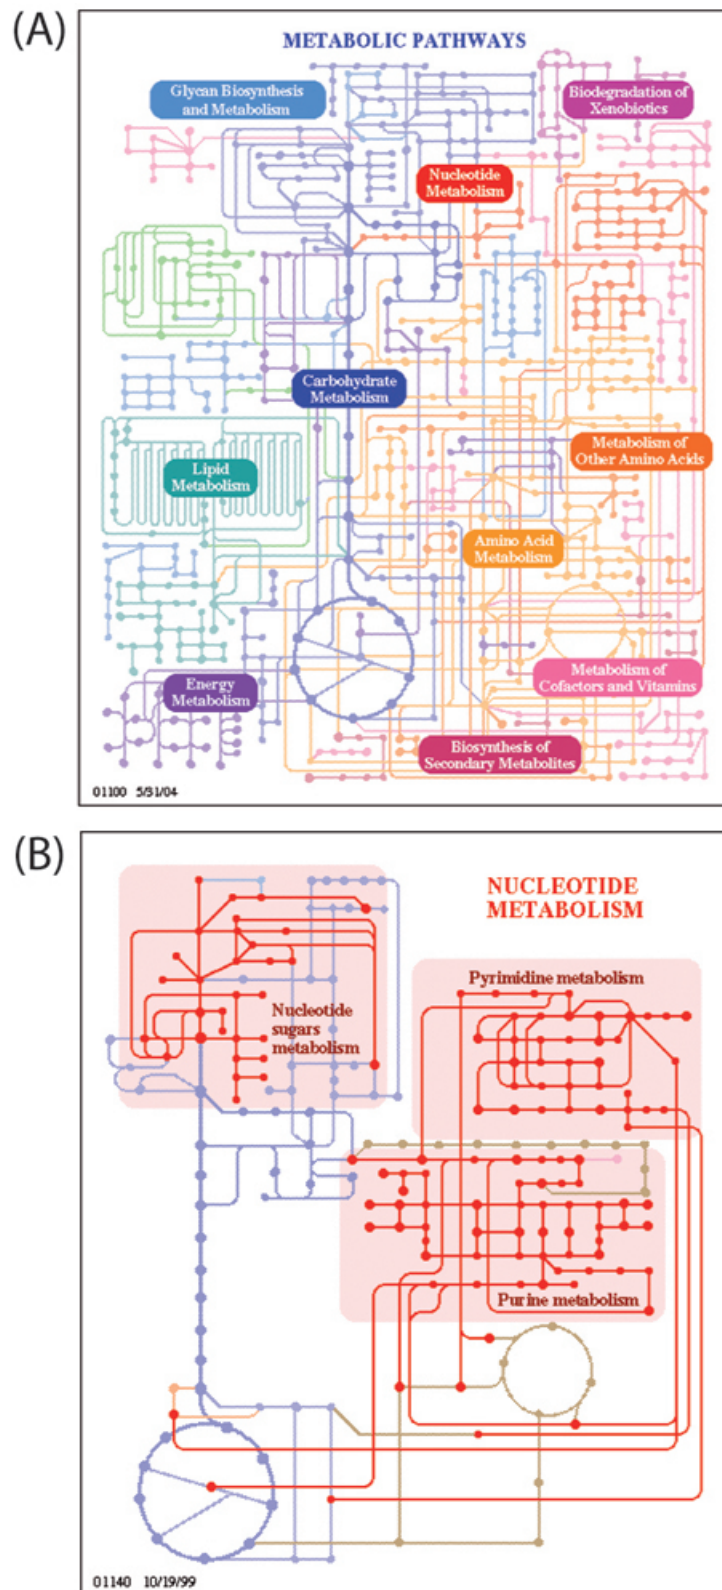 (A)
METABOLIC PATHWAYS
Glycan Biosynthesis
and Metabolism
Biodegradation of
Xenobiotics
Nucleotide
Metabolism
Carbohydrate
Metabolism
Metabolism of
Other Amino Acids
Lipid
Metabolism
Amino Acid
Metabolism
Energy
Metabolism
Metabolism of
Cofactors and Vitamins
Biosynthesis of
Secondary Metabolites
01100 5/31/04
(B)
NUCLEOTIDE
METABOLISM
Pyrimidine metabolism
Nucleotide
sugars
metabolism
Purine metabolism
01140 10/19/99